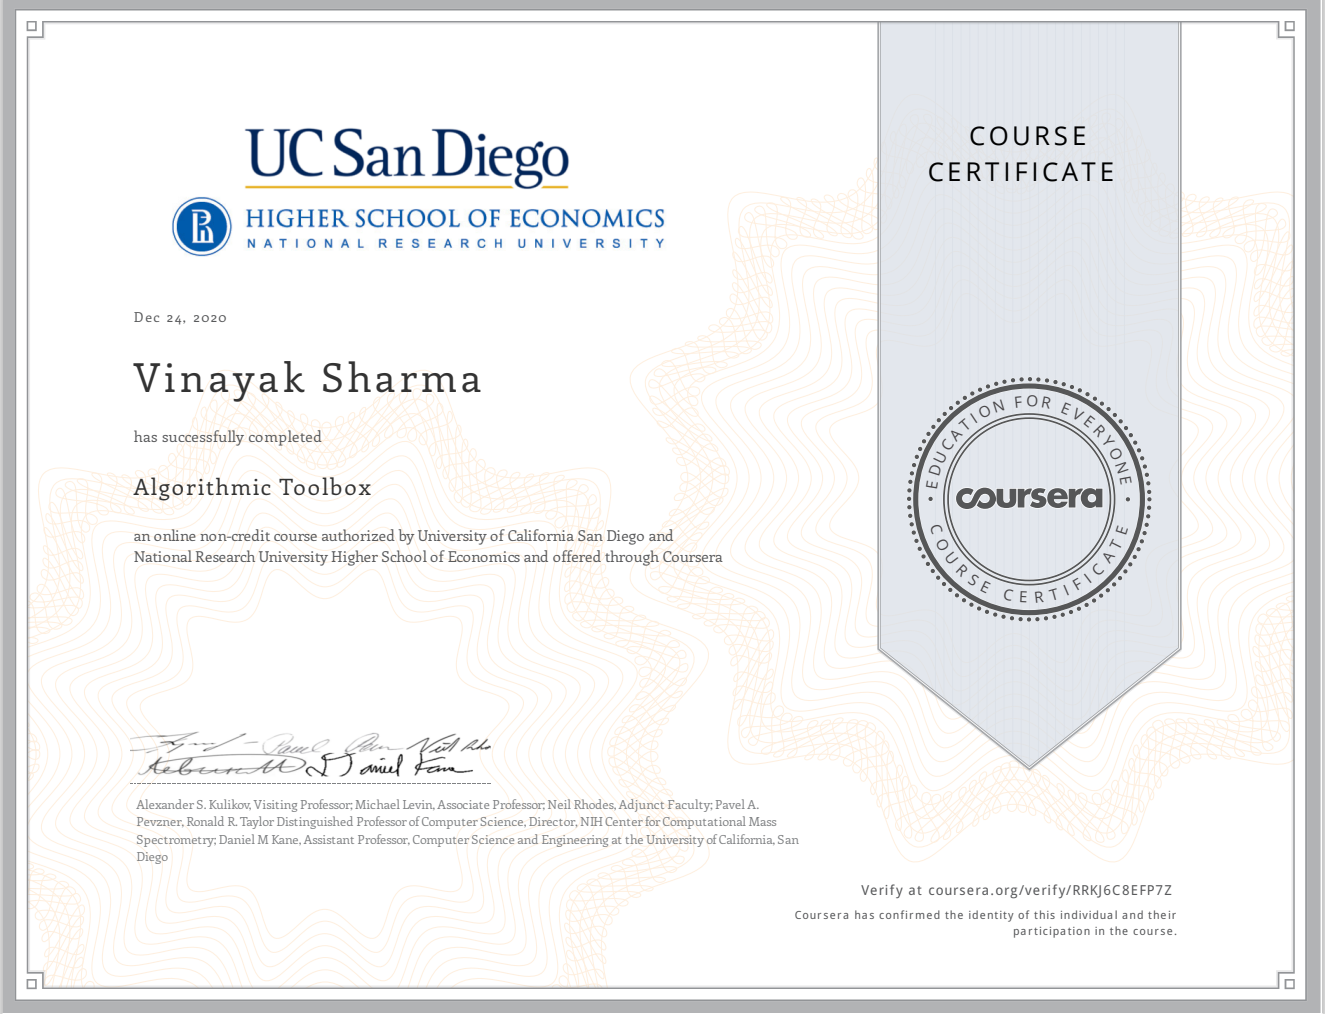 UC San Diego
HIGHER SCHOOL OF ECONOMICS
NATIONAL RESEARCH UNIVERSITY
COURSE
CERTIFICATE
Dec 24, 2020
Vinayak Sharma
has successfully completed
Algorithmic Toolbox
an online non-credit course authorized by University of California San Diego and
National Research University Higher School of Economics and offered through Coursera
EDUCATION FOR EVERYONE
coursera
COURSE CERTIFICATE
Alexander S. Kulikov, Visiting Professor; Michael Levin, Associate Professor; Neil Rhodes, Adjunct Faculty; Pavel A.
Pevzner, Ronald R. Taylor Distinguished Professor of Computer Science, Director, NIH Center for Computational Mass
Spectrometry; Daniel M Kane, Assistant Professor, Computer Science and Engineering at the University of California, San
Diego
Verify at coursera.org/verify/RRKJ6C8EFP7Z
Coursera has confirmed the identity of this individual and their
participation in the course.